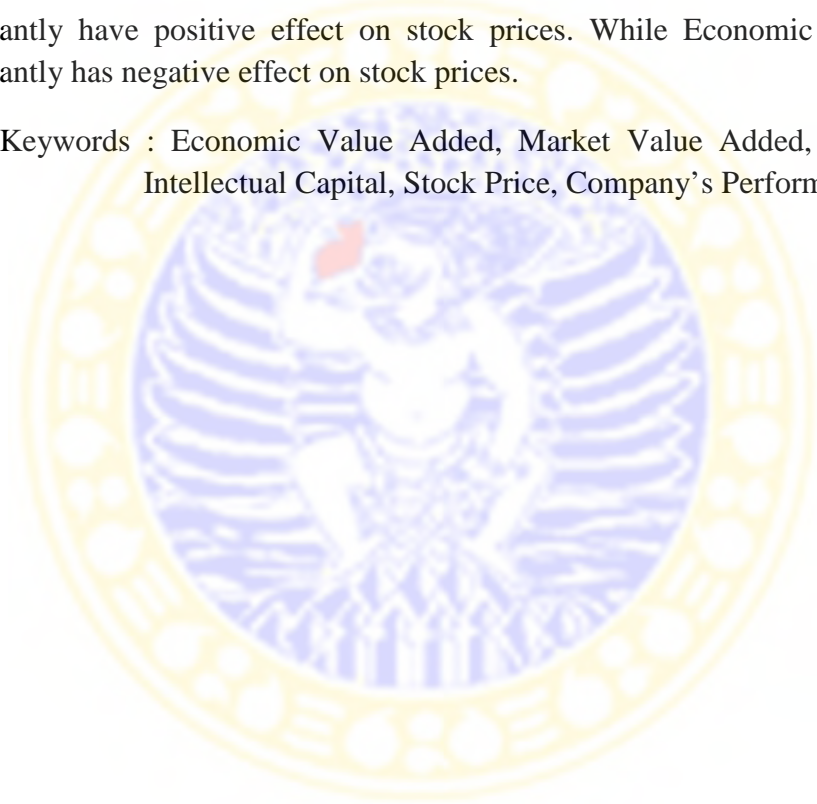 antly have positive effect on stock prices. While Economic
antly has negative effect on stock prices.
Keywords : Economic Value Added, Market Value Added,
Intellectual Capital, Stock Price, Company’s Perform